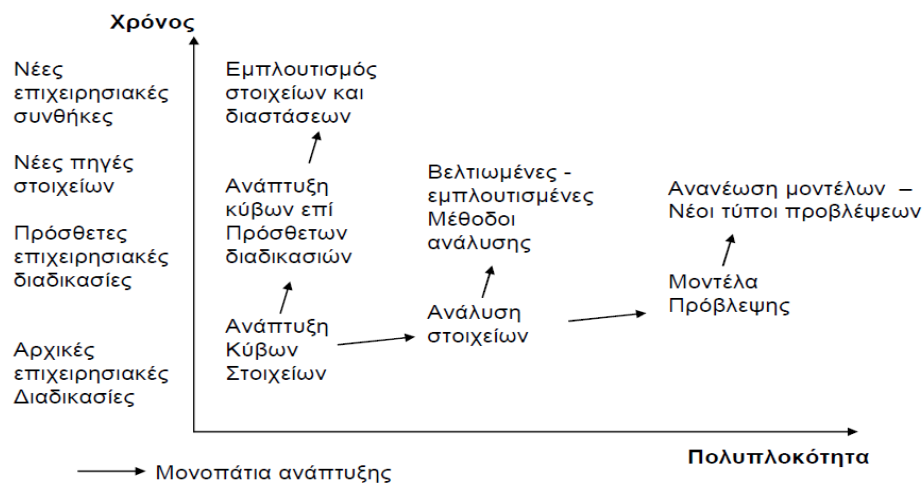 Χρόνος
Νέες
επιχειρησιακές
συνθήκες
Νέες πηγές
στοιχείων
Πρόσθετες
επιχειρησιακές
διαδικασίες
Αρχικές
επιχειρησιακές
Διαδικασίες
Εμπλουτισμός
στοιχείων και
διαστάσεων
Ανάπτυξη
κύβων επί
Πρόσθετων
διαδικασιών
Ανάπτυξη
Κύβων
Στοιχείων
Βελτιωμένες -
εμπλουτισμένες
Μέθοδοι
ανάλυσης
Ανάλυση
στοιχείων
Ανανέωση μοντέλων –
Νέοι τύποι προβλέψεων
Μοντέλα
Πρόβλεψης
Πολυπλοκότητα
Μονοπάτια ανάπτυξης